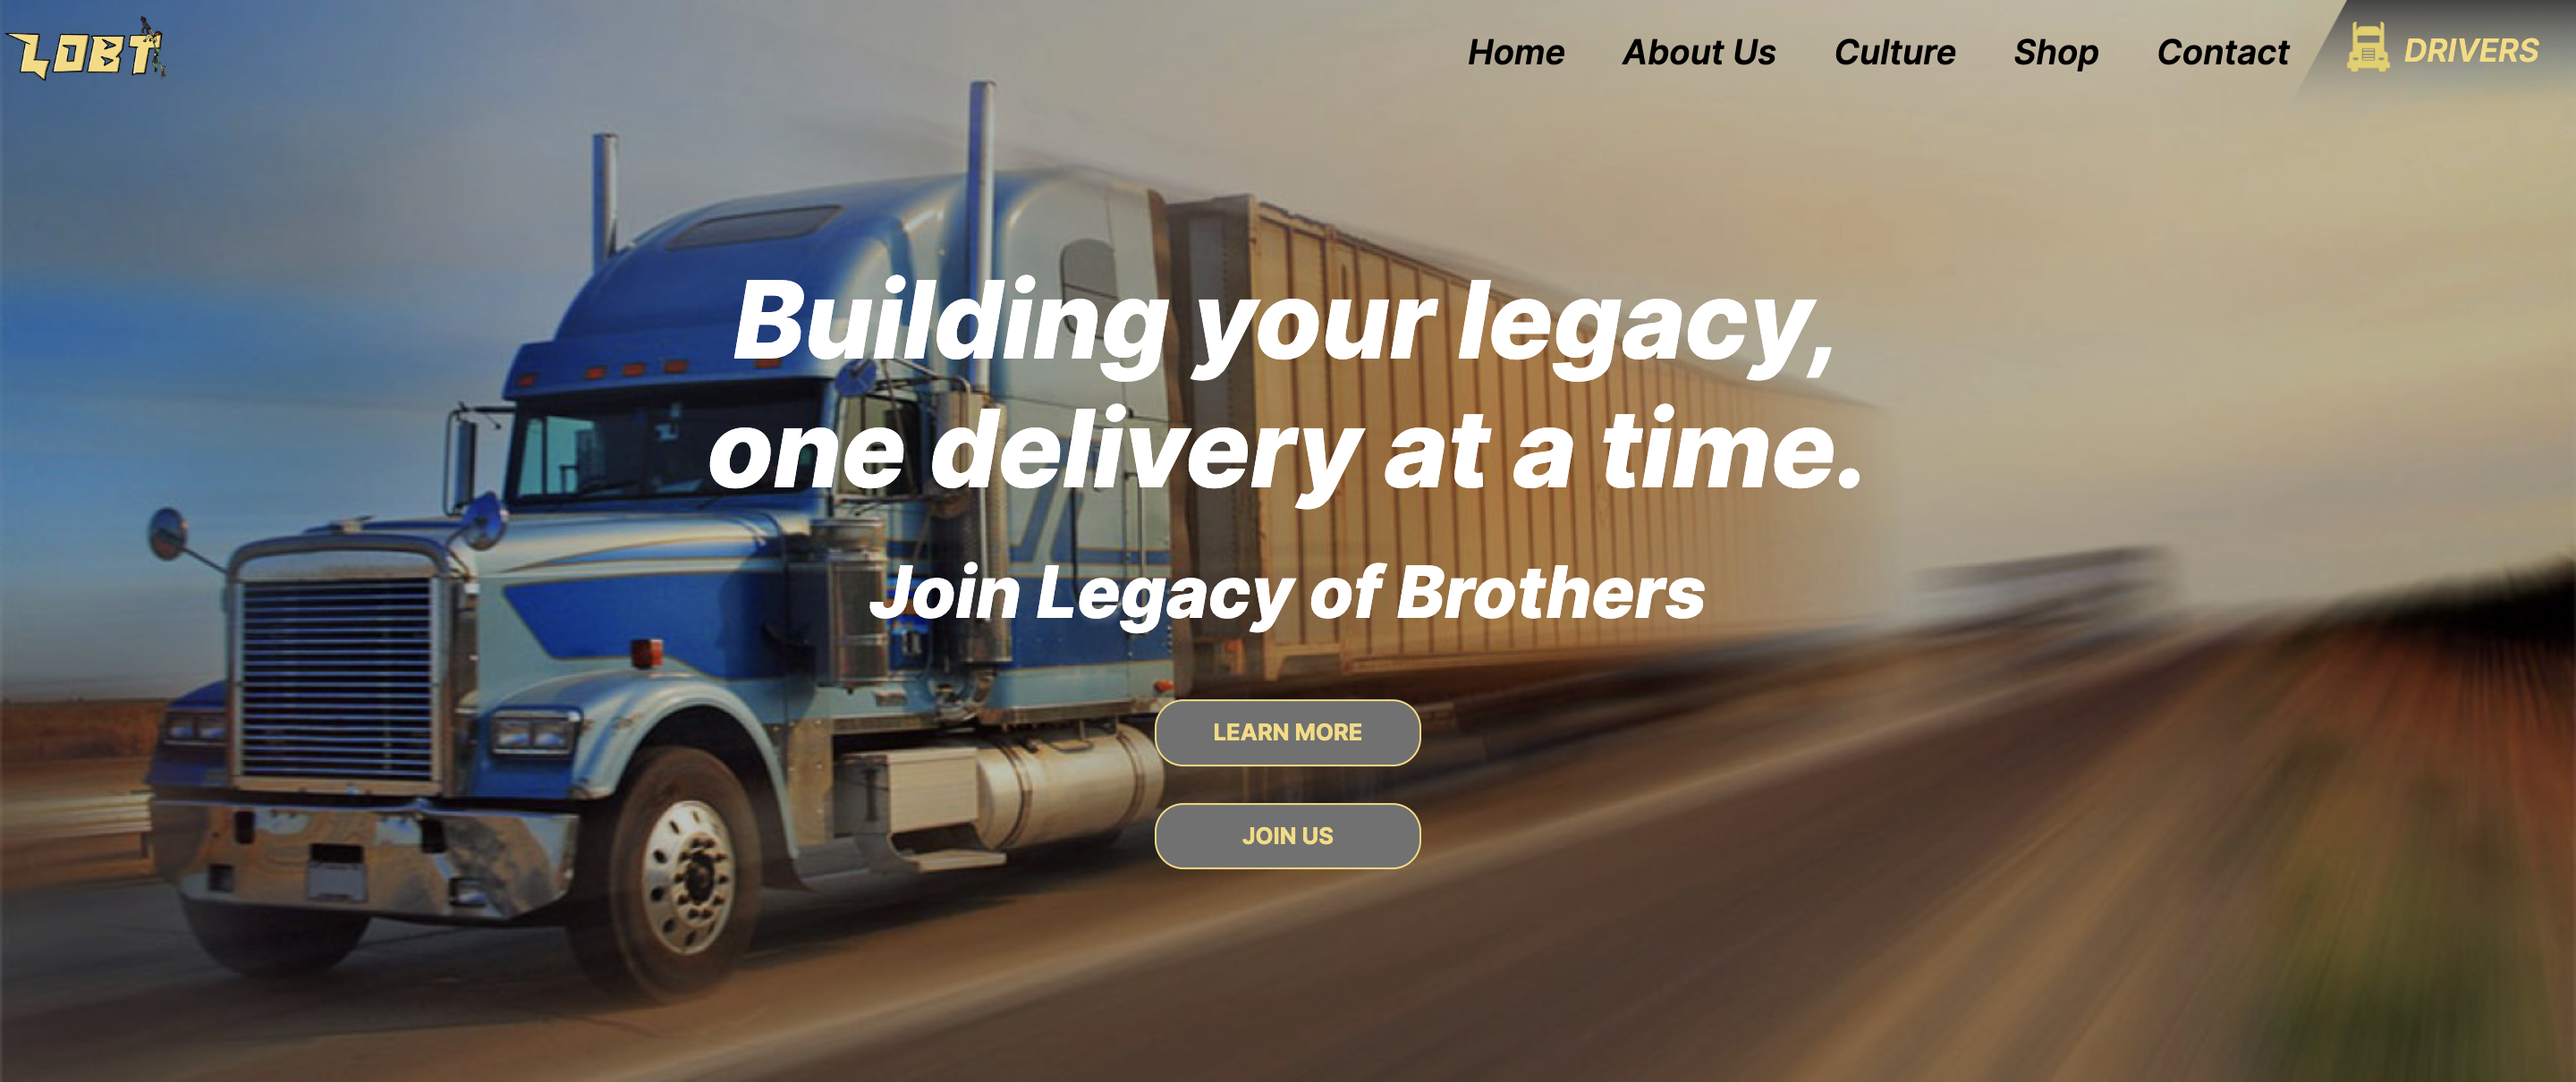 LOBT
Home
About Us
Culture
Shop
Contact
DRIVERS
Building your legacy,
one delivery at a time.
Join Legacy of Brothers
LEARN MORE
JOIN US